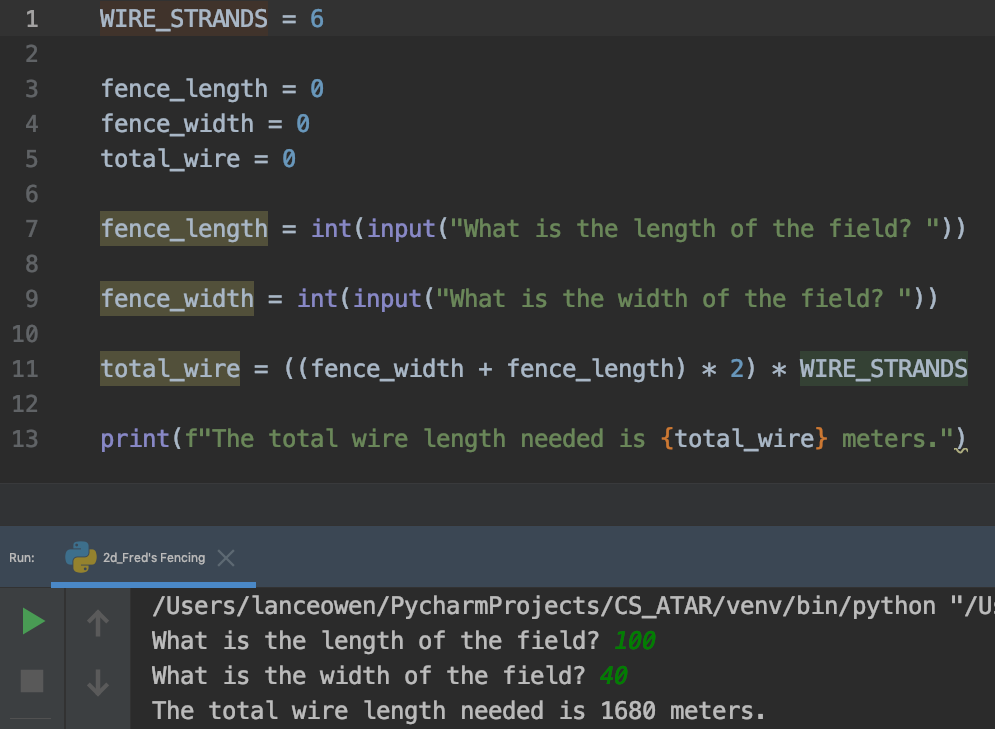 1 WIRE_STRANDS = 6
2
3 fence_length = 0
4 fence_width = 0
5 total_wire = 0
6
7 fence_length = int(input("What is the length of the field? "))
8
9 fence_width = int(input("What is the width of the field? "))
10
11 total_wire = ((fence_width + fence_length) * 2) * WIRE_STRANDS
12
13 print(f"The total wire length needed is {total_wire} meters.")
Run: 2d_Fred's Fencing
/Users/lanceowen/PycharmProjects/CS_ATAR/venv/bin/python "/Us
What is the length of the field? 100
What is the width of the field? 40
The total wire length needed is 1680 meters.